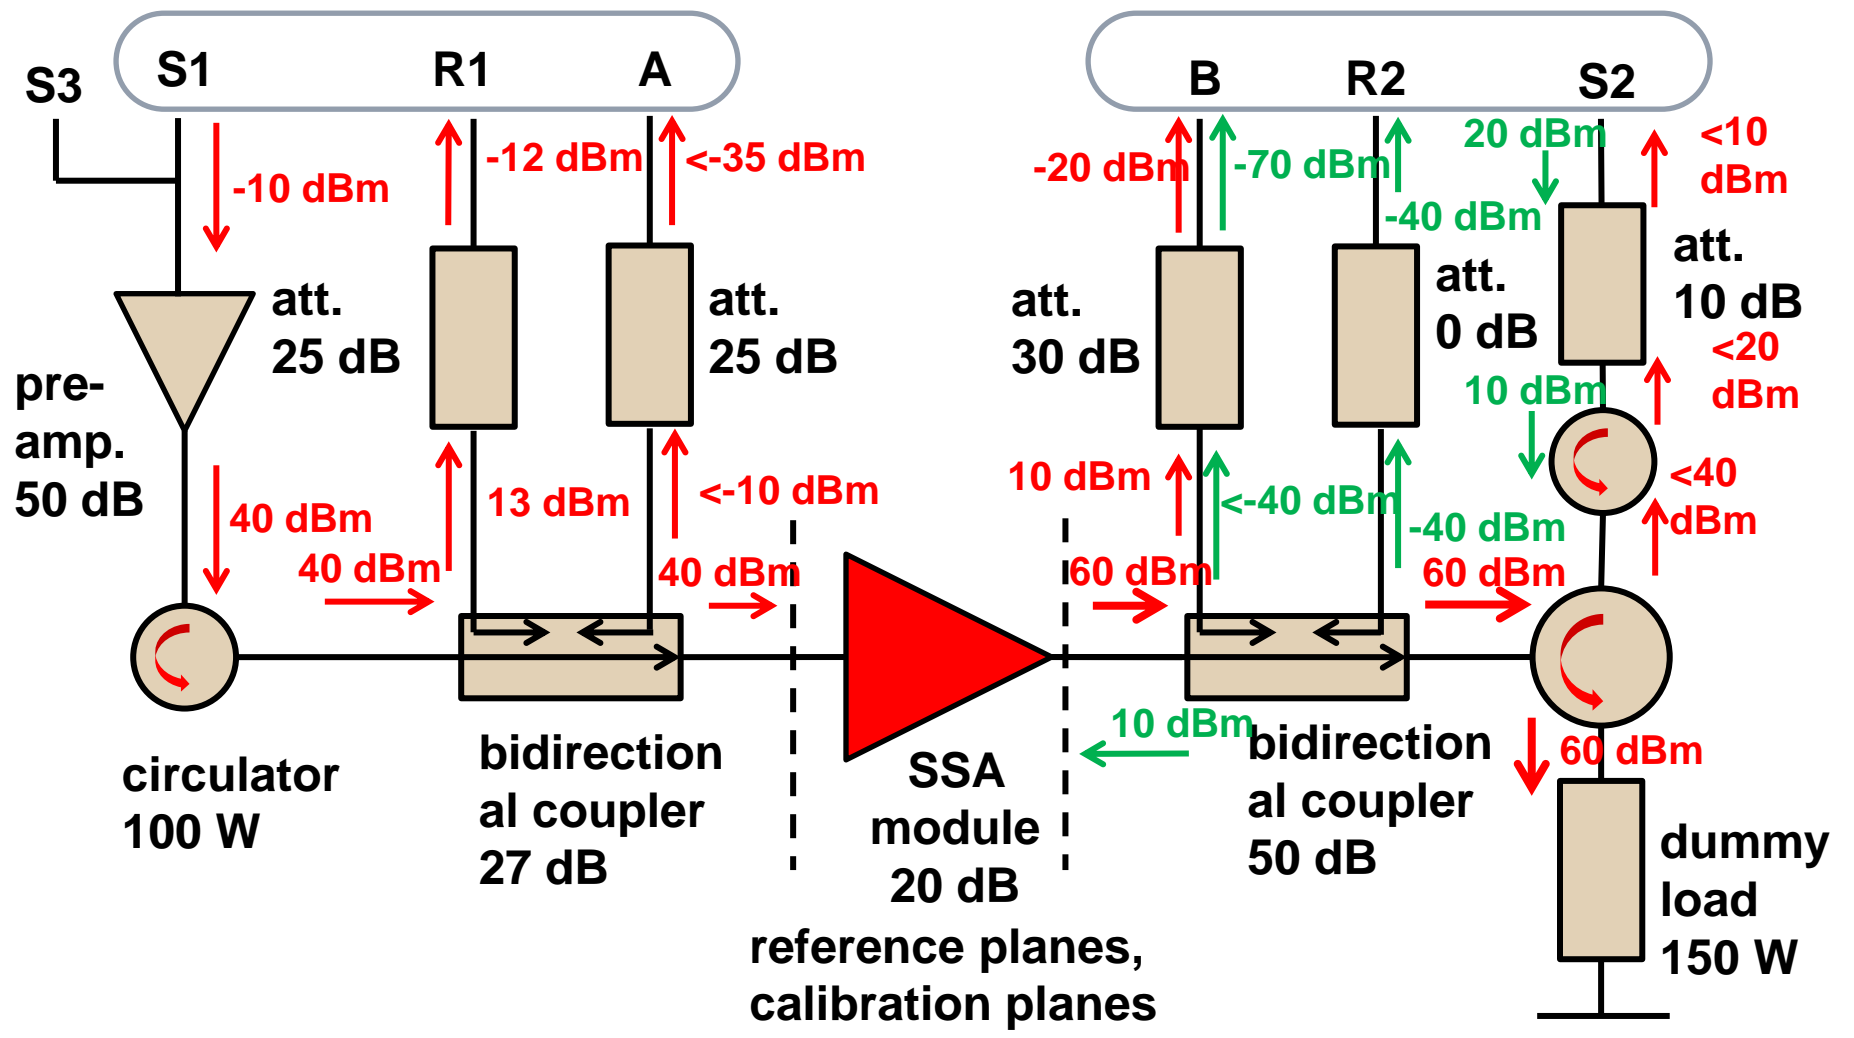 S3
S1
R1
A
B
R2
S2
-10 dBm
-12 dBm
<-35 dBm
-20 dBm
-70 dBm
-40 dBm
20 dBm
<10
dBm
att.
25 dB
att.
25 dB
att.
30 dB
att.
0 dB
att.
10 dB
pre-
amp.
50 dB
<20
dBm
10 dBm
40 dBm
13 dBm
<-10 dBm
10 dBm
<-40 dBm
-40 dBm
<40
dBm
40 dBm
40 dBm
60 dBm
60 dBm
10 dBm
60 dBm
circulator
100 W
bidirection
al coupler
27 dB
SSA
module
20 dB
bidirection
al coupler
50 dB
dummy
load
150 W
reference planes,
calibration planes